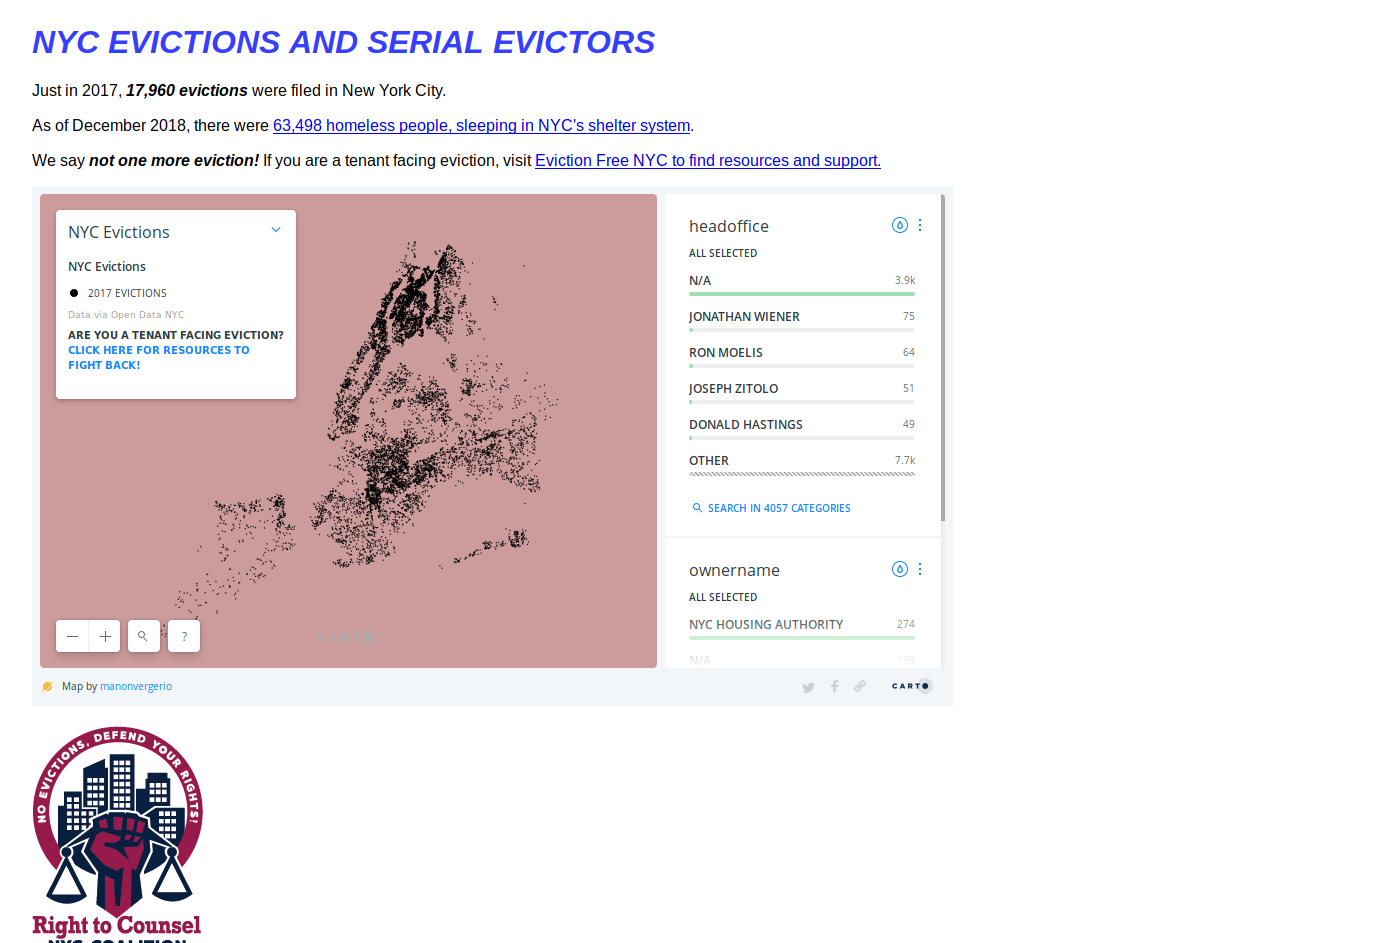 NYC EVICTIONS AND SERIAL EVICTORS
Just in 2017, 17,960 evictions were filed in New York City.
As of December 2018, there were 63,498 homeless people, sleeping in NYC's shelter system.
We say not one more eviction! If you are a tenant facing eviction, visit Eviction Free NYC to find resources and support.
NYC Evictions
NYC Evictions
2017 EVICTIONS
Data via Open Data NYC
ARE YOU A TENANT FACING EVICTION?
CLICK HERE FOR RESOURCES TO
FIGHT BACK!
?
headoffice
ALL SELECTED
N/A 3.9k
JONATHAN WIENER 75
RON MOELIS 64
JOSEPH ZITOLO 51
DONALD HASTINGS 49
OTHER 7.7k
SEARCH IN 4057 CATEGORIES
ownername
ALL SELECTED
NYC HOUSING AUTHORITY 274
N/A 199
Map by manonvergerio
CARTO
NO EVICTIONS, DEFEND YOUR RIGHTS!
Right to Counsel
NYC COALITION